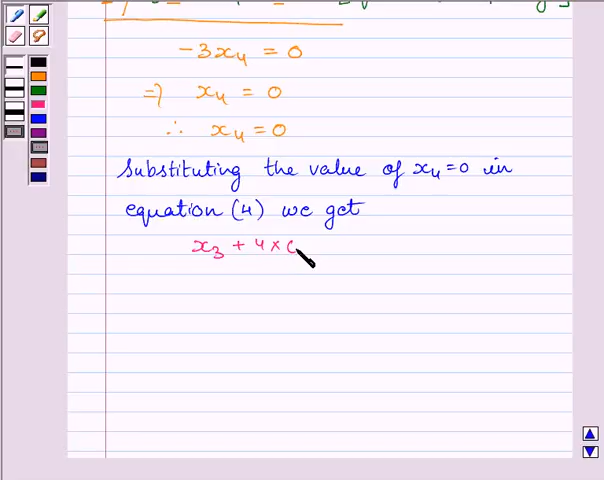 -3x₄ = 0
⇒ x₄ = 0
∴ x₄ = 0
Substituting the value of x₄=0 in
equation (4) we get
x₃ + 4×